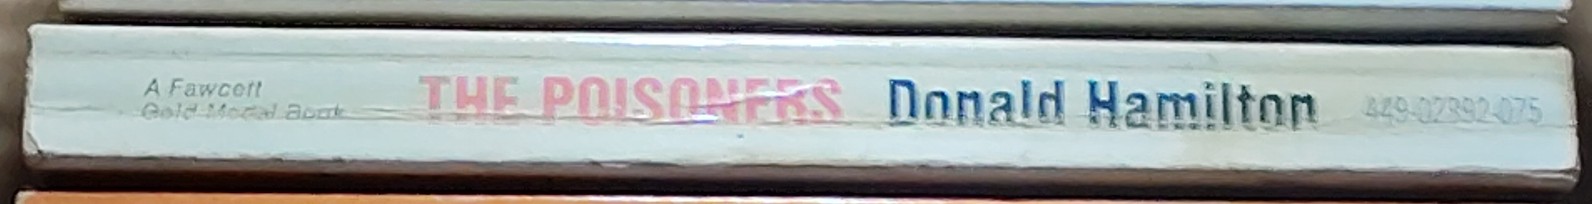 A Fawcett
Gold Medal Book
THE POISONERS Donald Hamilton 449-02392-075